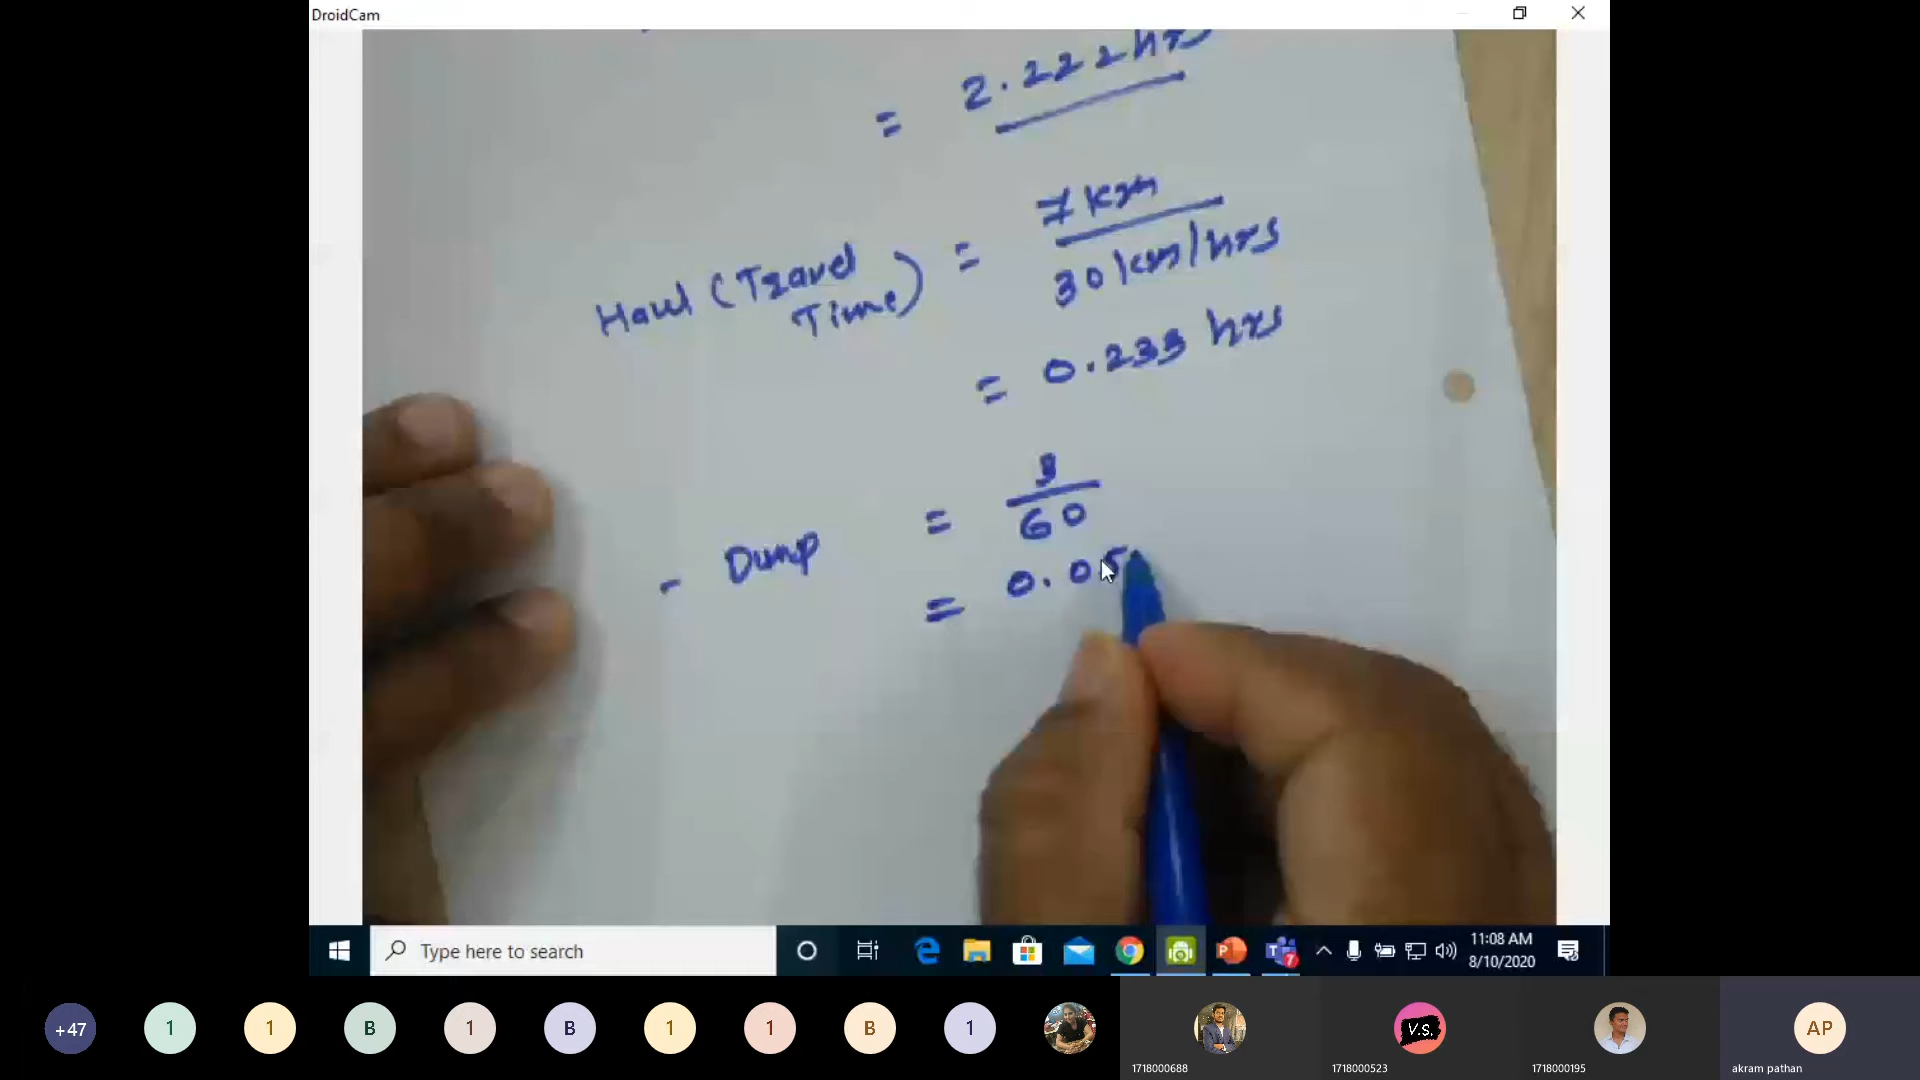 DroidCam
= 2.222 hrs
Haul (Travel Time) = 7 km / 30 km/hrs
= 0.233 hrs
- Dump = 3 / 60
= 0.05
Type here to search
7
11:08 AM
8/10/2020
+47
1
1
B
1
B
1
1
B
1
V.S.
AP
1718000688
1718000523
1718000195
akram pathan